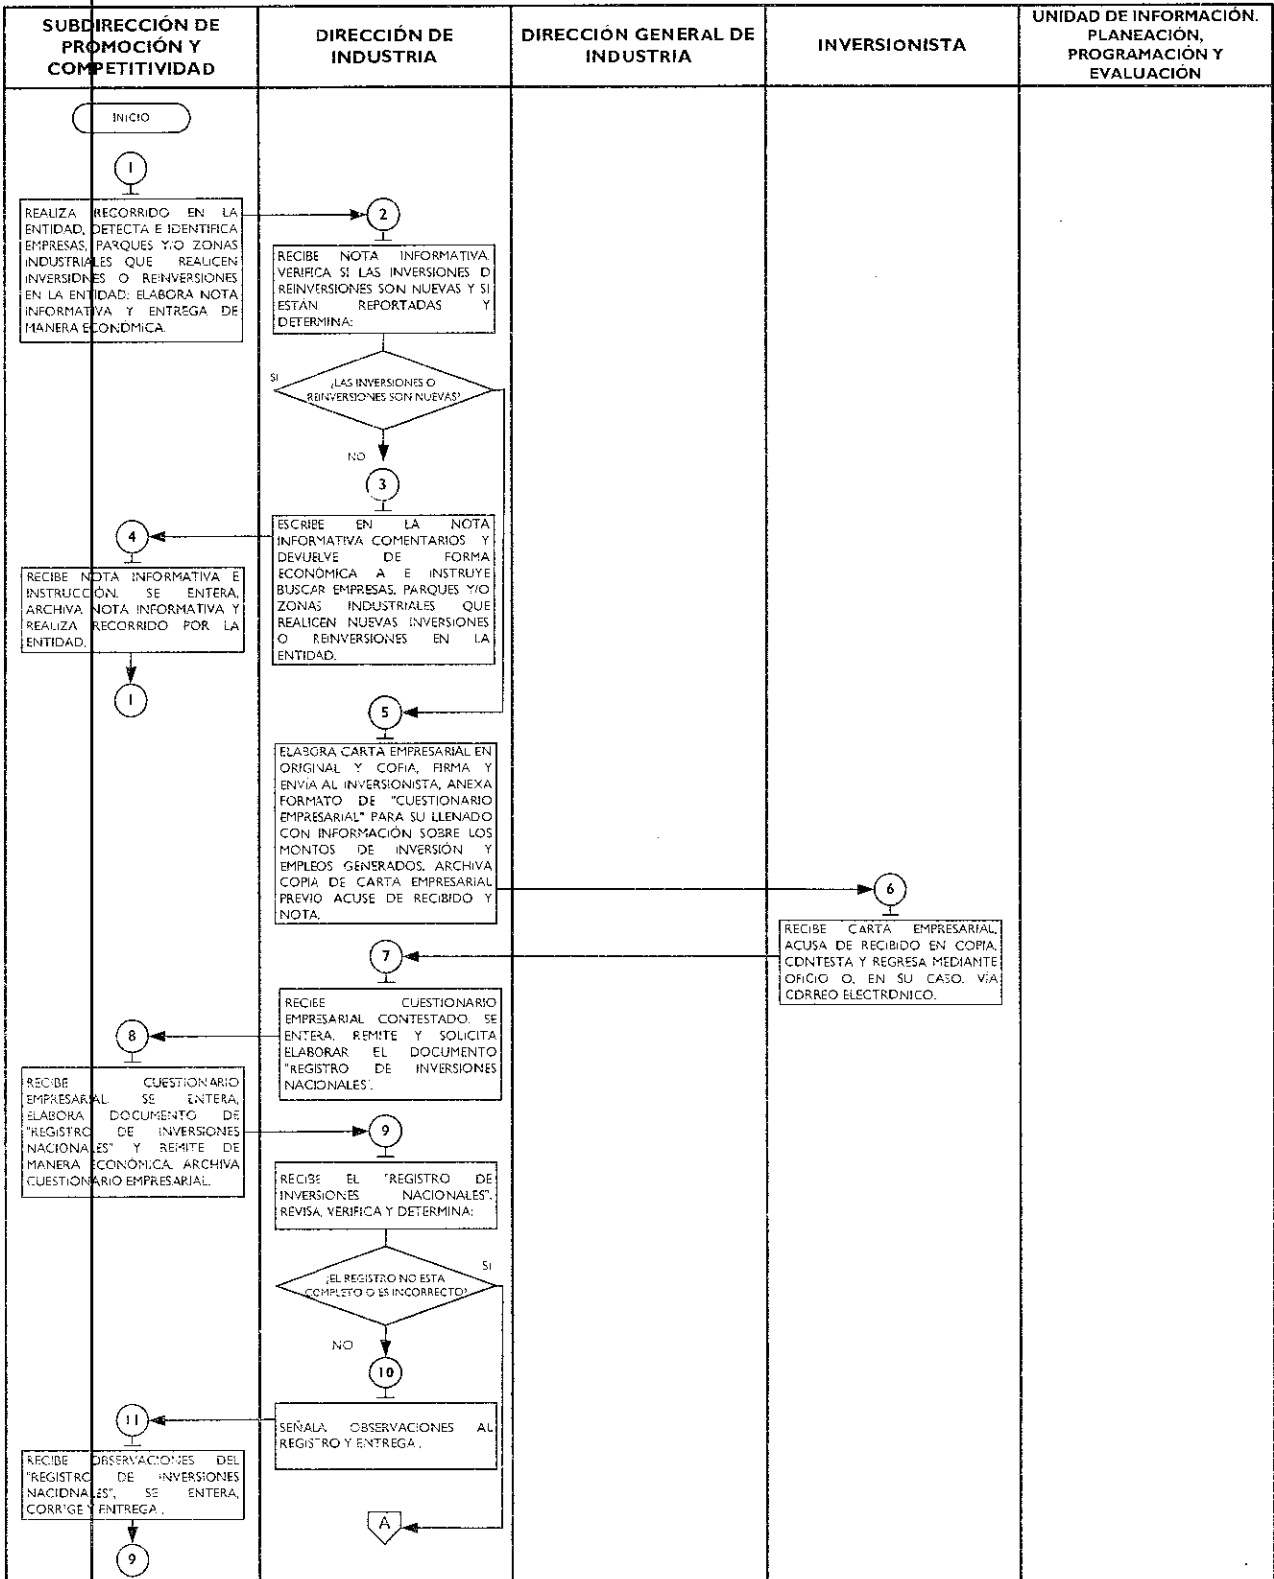 SUBDIRECCIÓN DE
PROMOCIÓN Y
COMPETITIVIDAD
DIRECCIÓN DE
INDUSTRIA
DIRECCIÓN GENERAL DE
INDUSTRIA
INVERSIONISTA
UNIDAD DE INFORMACIÓN.
PLANEACIÓN,
PROGRAMACIÓN Y
EVALUACIÓN
INICIO
1
REALIZA RECORRIDO EN LA
ENTIDAD, DETECTA E IDENTIFICA
EMPRESAS, PARQUES Y/O ZONAS
INDUSTRIALES QUE REALICEN
INVERSIONES O REINVERSIONES
EN LA ENTIDAD; ELABORA NOTA
INFORMATIVA Y ENTREGA DE
MANERA ECONÓMICA.
2
RECIBE NOTA INFORMATIVA,
VERIFICA SI LAS INVERSIONES O
REINVERSIONES SON NUEVAS Y SI
ESTÁN REPORTADAS Y
DETERMINA:
SI
¿LAS INVERSIONES O
REINVERSIONES SON NUEVAS?
NO
3
ESCRIBE EN LA NOTA
INFORMATIVA COMENTARIOS Y
DEVUELVE DE FORMA
ECONÓMICA A E INSTRUYE
BUSCAR EMPRESAS, PARQUES Y/O
ZONAS INDUSTRIALES QUE
REALICEN NUEVAS INVERSIONES
O REINVERSIONES EN LA
ENTIDAD.
4
RECIBE NOTA INFORMATIVA E
INSTRUCCIÓN. SE ENTERA,
ARCHIVA NOTA INFORMATIVA Y
REALIZA RECORRIDO POR LA
ENTIDAD.
1
5
ELABORA CARTA EMPRESARIAL EN
ORIGINAL Y COPIA, FIRMA Y
ENVÍA AL INVERSIONISTA, ANEXA
FORMATO DE "CUESTIONARIO
EMPRESARIAL" PARA SU LLENADO
CON INFORMACIÓN SOBRE LOS
MONTOS DE INVERSIÓN Y
EMPLEOS GENERADOS. ARCHIVA
COPIA DE CARTA EMPRESARIAL
PREVIO ACUSE DE RECIBIDO Y
NOTA.
6
RECIBE CARTA EMPRESARIAL,
ACUSA DE RECIBIDO EN COPIA,
CONTESTA Y REGRESA MEDIANTE
OFICIO O, EN SU CASO, VÍA
CORREO ELECTRÓNICO.
7
RECIBE CUESTIONARIO
EMPRESARIAL CONTESTADO, SE
ENTERA, REMITE Y SOLICITA
ELABORAR EL DOCUMENTO
"REGISTRO DE INVERSIONES
NACIONALES".
8
RECIBE CUESTIONARIO
EMPRESARIAL. SE ENTERA,
ELABORA DOCUMENTO DE
"REGISTRO DE INVERSIONES
NACIONALES" Y REMITE DE
MANERA ECONÓMICA. ARCHIVA
CUESTIONARIO EMPRESARIAL.
9
RECIBE EL "REGISTRO DE
INVERSIONES NACIONALES".
REVISA, VERIFICA Y DETERMINA:
SI
¿EL REGISTRO NO ESTA
COMPLETO O ES INCORRECTO?
NO
10
SEÑALA OBSERVACIONES AL
REGISTRO Y ENTREGA.
11
RECIBE OBSERVACIONES DEL
"REGISTRO DE INVERSIONES
NACIONALES", SE ENTERA,
CORRIGE Y ENTREGA.
A
9